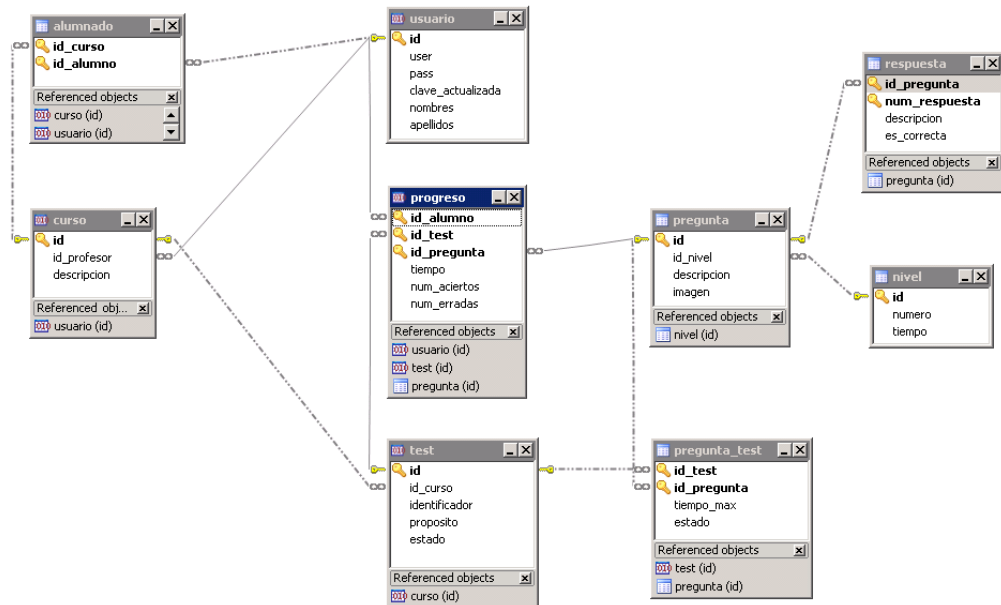 alumnado
id_curso
id_alumno
Referenced objects
curso (id)
usuario (id)
usuario
id
user
pass
clave_actualizada
nombres
apellidos
respuesta
id_pregunta
num_respuesta
descripcion
es_correcta
Referenced objects
pregunta (id)
curso
id
id_profesor
descripcion
Referenced obj...
usuario (id)
progreso
id_alumno
id_test
id_pregunta
tiempo
num_aciertos
num_erradas
Referenced objects
usuario (id)
test (id)
pregunta (id)
pregunta
id
id_nivel
descripcion
imagen
Referenced objects
nivel (id)
nivel
id
numero
tiempo
test
id
id_curso
identificador
proposito
estado
Referenced objects
curso (id)
pregunta_test
id_test
id_pregunta
tiempo_max
estado
Referenced objects
test (id)
pregunta (id)